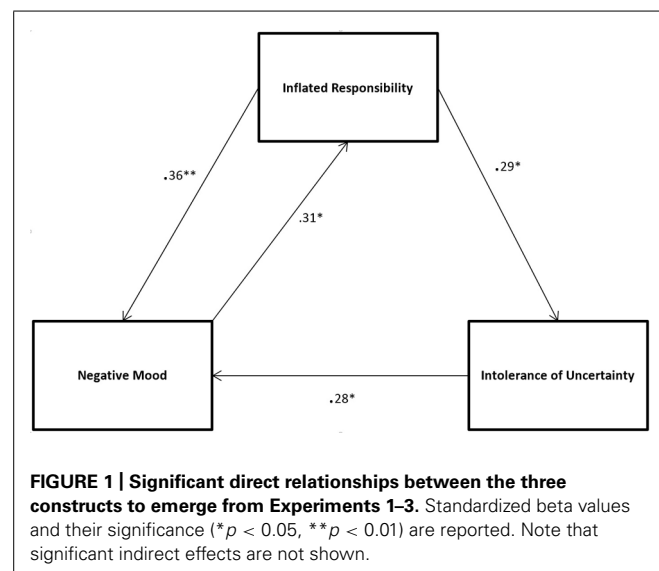 Inflated Responsibility
.36**
.29*
.31*
Negative Mood
Intolerance of Uncertainty
.28*
FIGURE 1 | Significant direct relationships between the three
constructs to emerge from Experiments 1–3. Standardized beta values
and their significance (*p < 0.05, **p < 0.01) are reported. Note that
significant indirect effects are not shown.